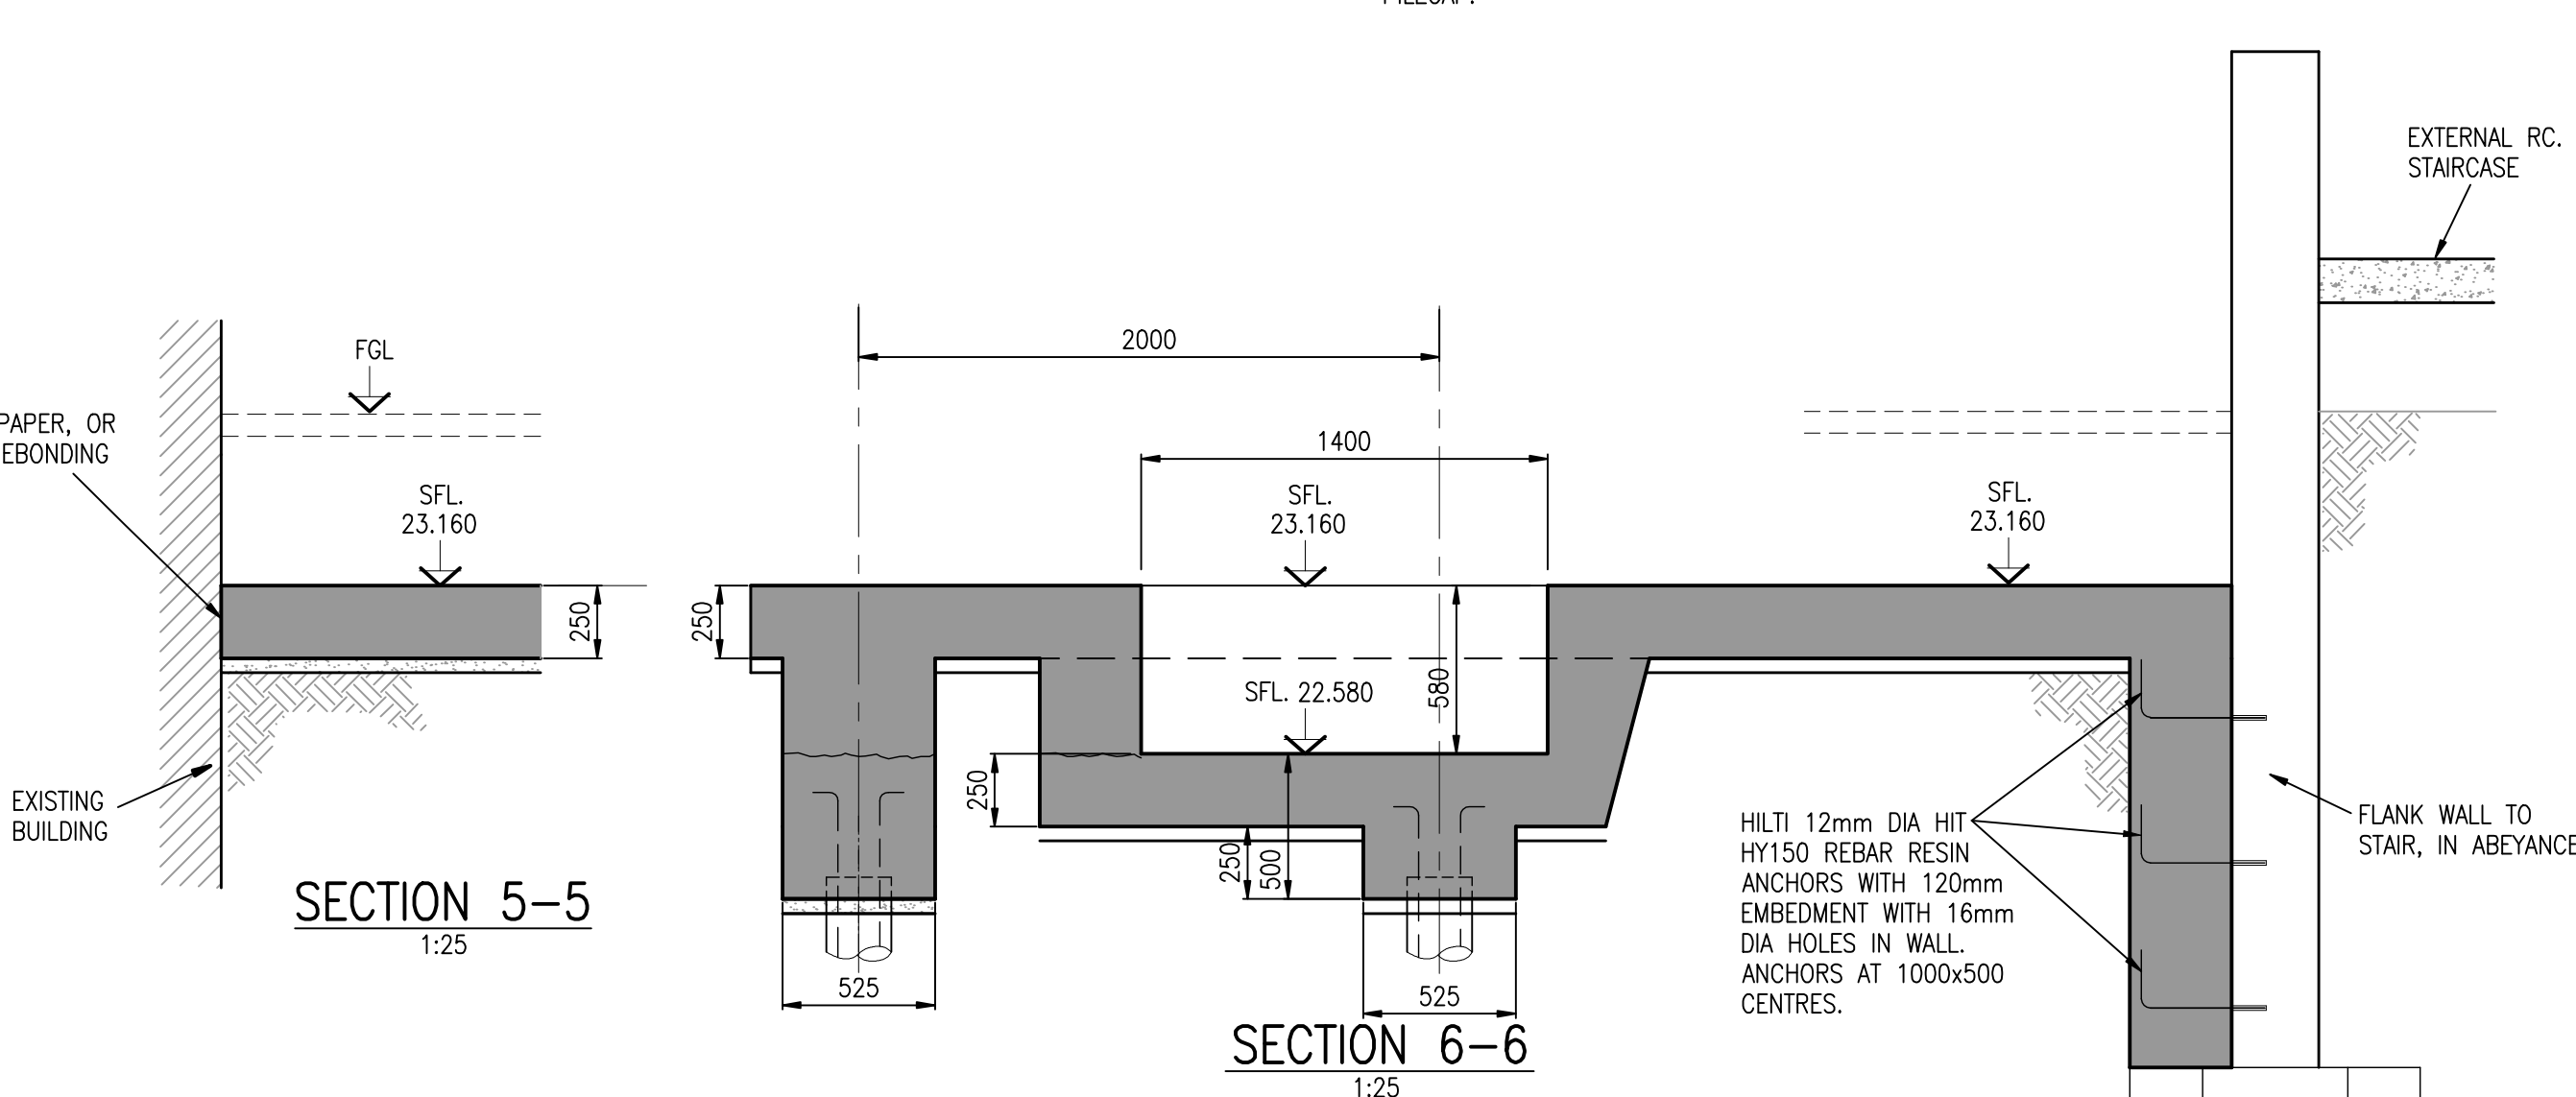 PILECAP.
EXTERNAL RC.
STAIRCASE
FGL
2000
PAPER, OR
EBONDING
1400
SFL.
23.160
SFL.
23.160
SFL.
23.160
250
250
580
SFL. 22.580
250
250
500
EXISTING
BUILDING
HILTI 12mm DIA HIT
HY150 REBAR RESIN
ANCHORS WITH 120mm
EMBEDMENT WITH 16mm
DIA HOLES IN WALL.
ANCHORS AT 1000x500
CENTRES.
FLANK WALL TO
STAIR, IN ABEYANCE
SECTION 5-5
1:25
525
525
SECTION 6-6
1:25